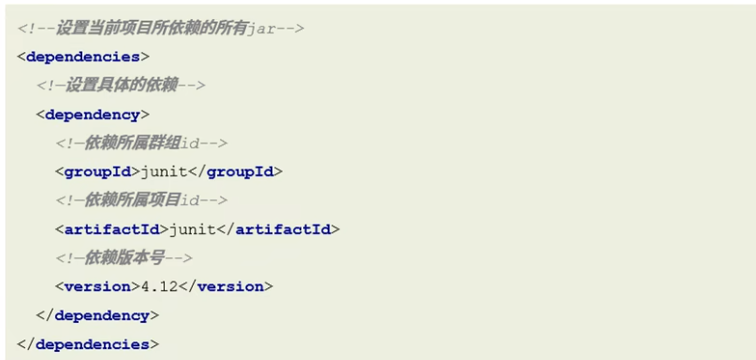 <!--设置当前项目所依赖的所有jar-->
<dependencies>
<!—设置具体的依赖-->
<dependency>
<!—依赖所属群组id-->
<groupId>junit</groupId>
<!—依赖所属项目id-->
<artifactId>junit</artifactId>
<!—依赖版本号-->
<version>4.12</version>
</dependency>
</dependencies>